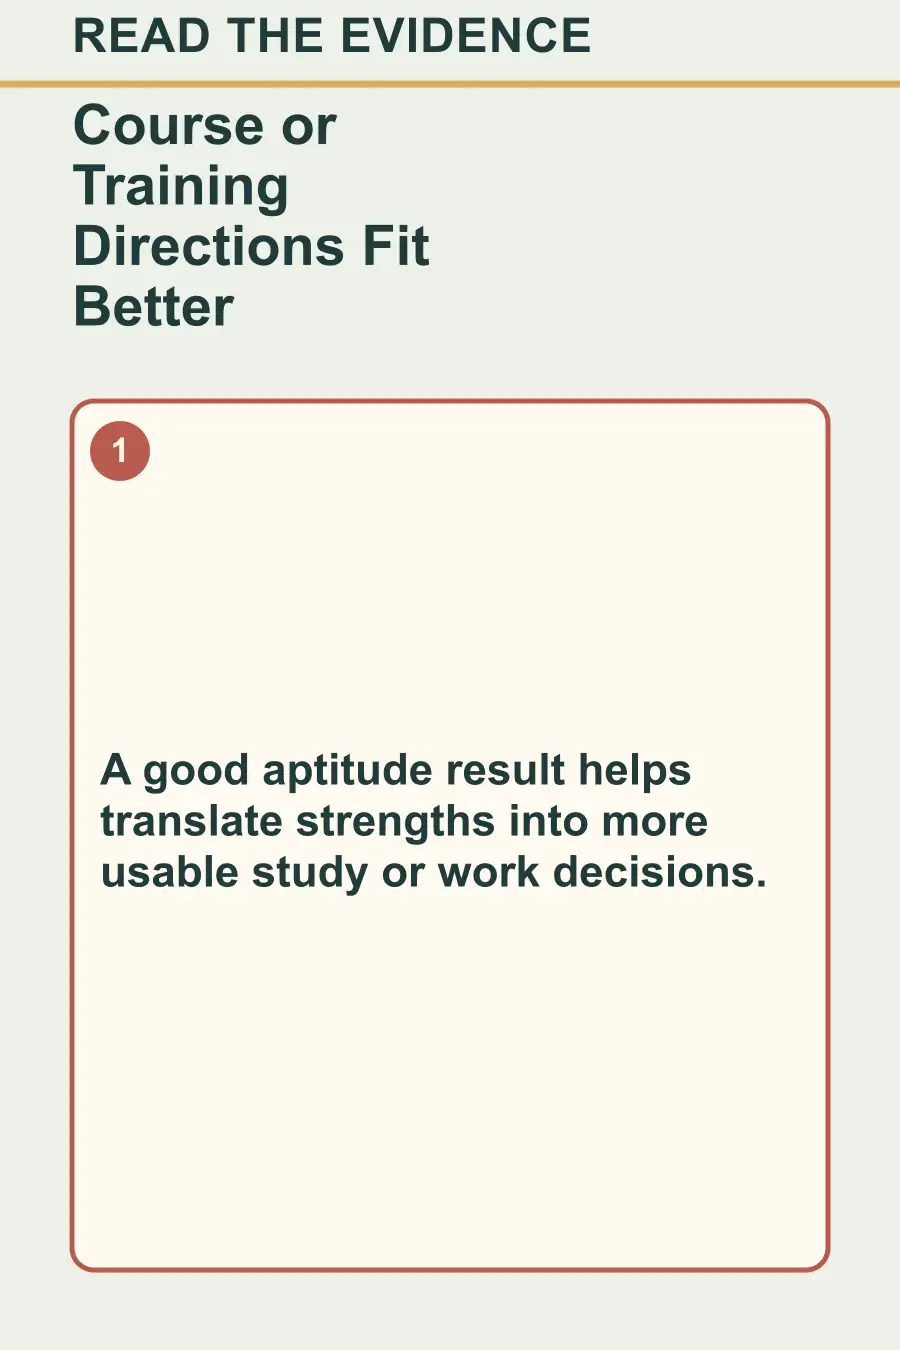 READ THE EVIDENCE
Course or
Training
Directions Fit
Better
1
A good aptitude result helps
translate strengths into more
usable study or work decisions.